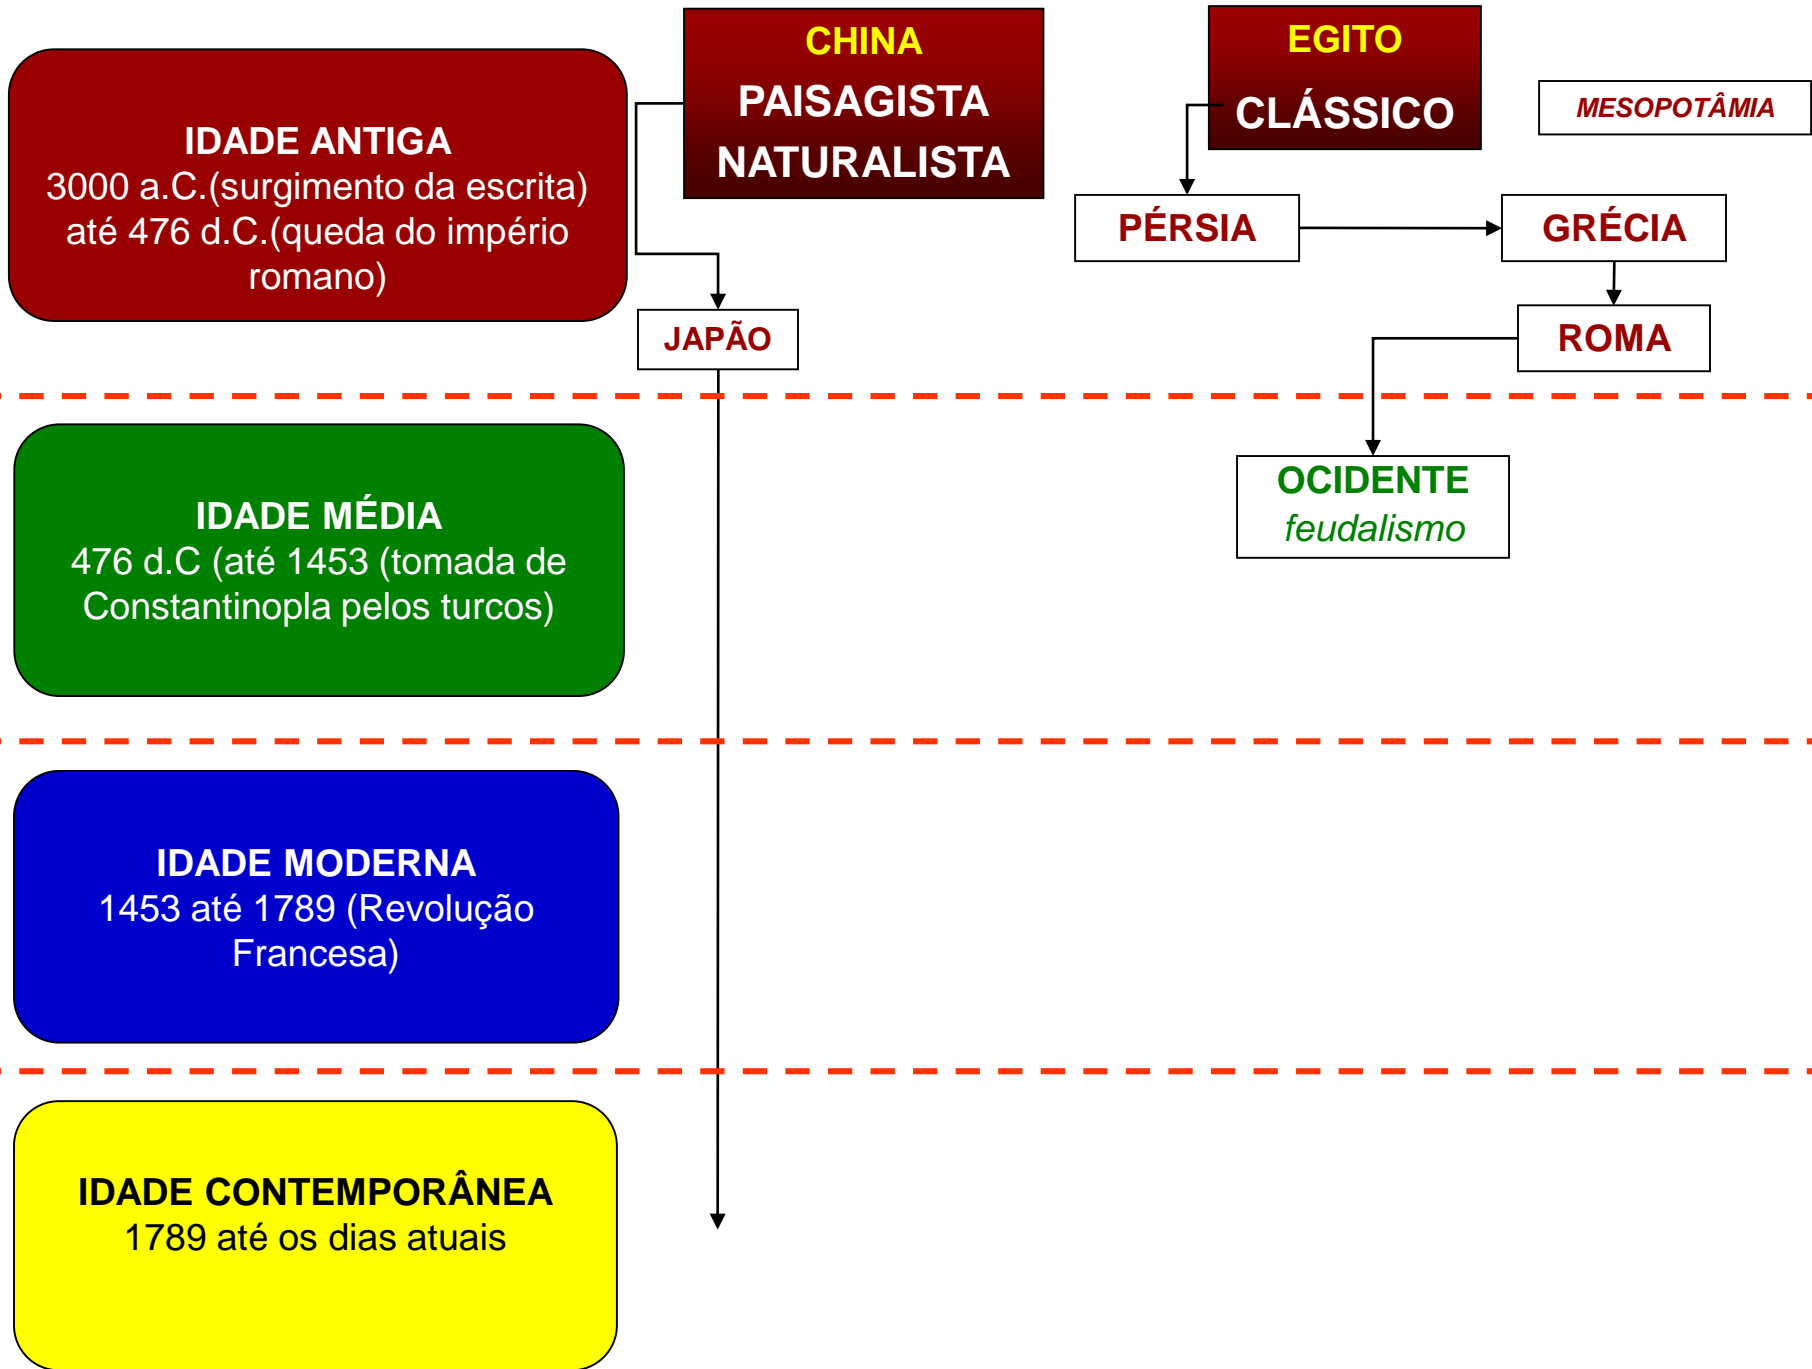 IDADE ANTIGA
3000 a.C.(surgimento da escrita)
até 476 d.C.(queda do império
romano)
CHINA
PAISAGISTA
NATURALISTA
EGITO
CLÁSSICO
MESOPOTÂMIA
PÉRSIA
GRÉCIA
JAPÃO
ROMA
IDADE MÉDIA
476 d.C (até 1453 (tomada de
Constantinopla pelos turcos)
OCIDENTE
feudalismo
IDADE MODERNA
1453 até 1789 (Revolução
Francesa)
IDADE CONTEMPORÂNEA
1789 até os dias atuais